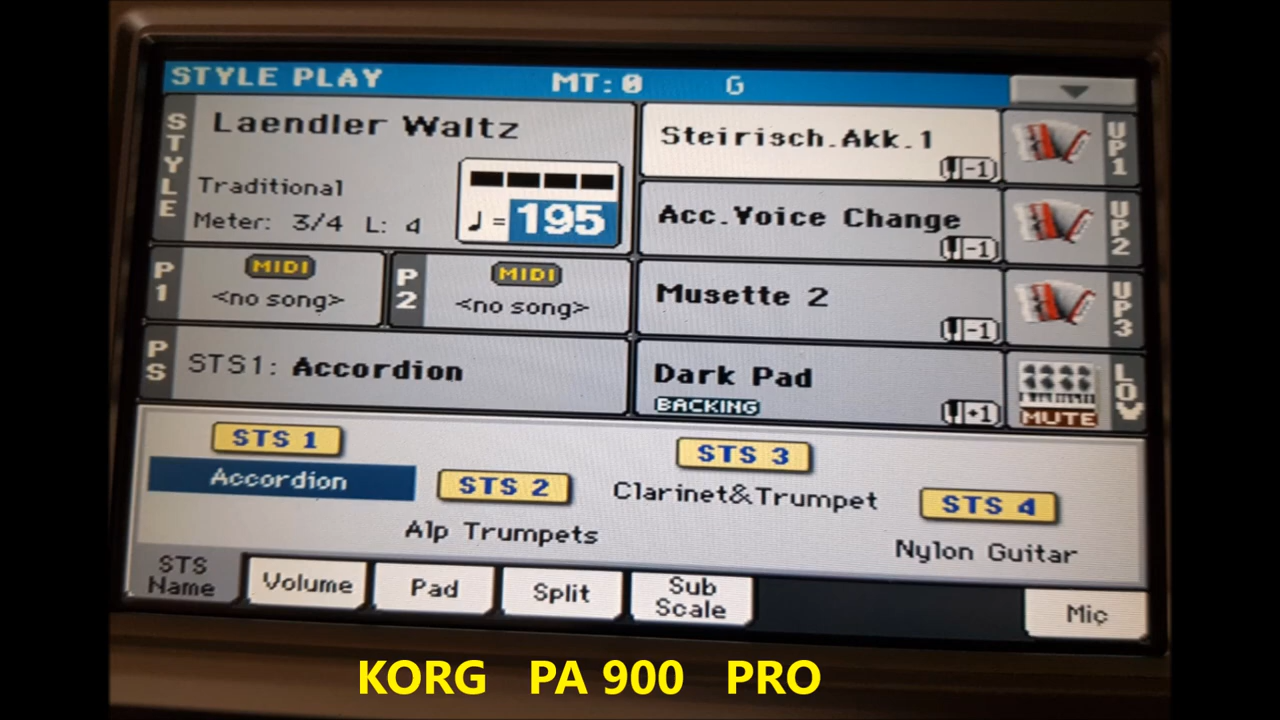 STYLE PLAY MT: 0 G
STYLE
Laendler Waltz
Traditional
Meter: 3/4 L: 4
♩ = 195
Steirisch.Akk.1
-1
UP1
Acc.Voice Change
-1
UP2
P1
MIDI
<no song>
P2
MIDI
<no song>
Musette 2
-1
UP3
PS
STS1: Accordion
Dark Pad
BACKING
+1
MUTE
LOW
STS 1
Accordion
STS 2
Alp Trumpets
STS 3
Clarinet&Trumpet
STS 4
Nylon Guitar
STS Name
Volume
Pad
Split
Sub Scale
Mic
KORG PA 900 PRO